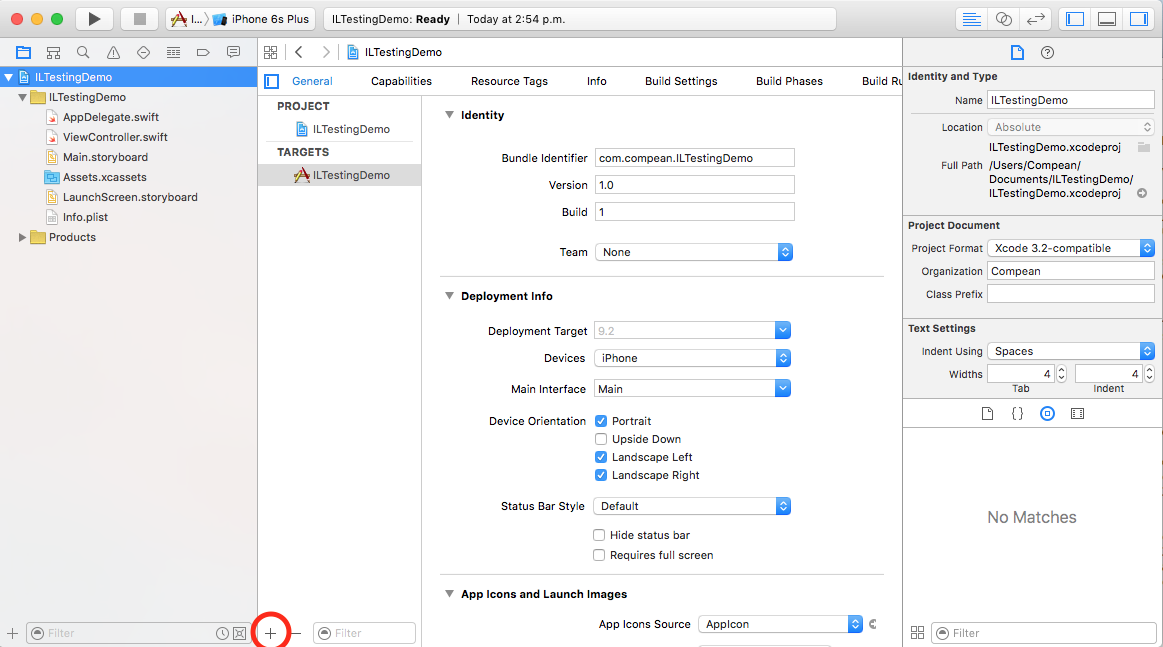 I... iPhone 6s Plus
ILTestingDemo: Ready | Today at 2:54 p.m.
ILTestingDemo
ILTestingDemo
ILTestingDemo
AppDelegate.swift
ViewController.swift
Main.storyboard
Assets.xcassets
LaunchScreen.storyboard
Info.plist
Products
Filter
General Capabilities Resource Tags Info Build Settings Build Phases Build Ru
PROJECT
ILTestingDemo
TARGETS
ILTestingDemo
Filter
Identity
Bundle Identifier com.compean.ILTestingDemo
Version 1.0
Build 1
Team None
Deployment Info
Deployment Target 9.2
Devices iPhone
Main Interface Main
Device Orientation Portrait
Upside Down
Landscape Left
Landscape Right
Status Bar Style Default
Hide status bar
Requires full screen
App Icons and Launch Images
App Icons Source AppIcon
Identity and Type
Name ILTestingDemo
Location Absolute
ILTestingDemo.xcodeproj
Full Path /Users/Compean/
Documents/ILTestingDemo/
ILTestingDemo.xcodeproj
Project Document
Project Format Xcode 3.2-compatible
Organization Compean
Class Prefix
Text Settings
Indent Using Spaces
Widths 4 4
Tab Indent
{}
No Matches
Filter